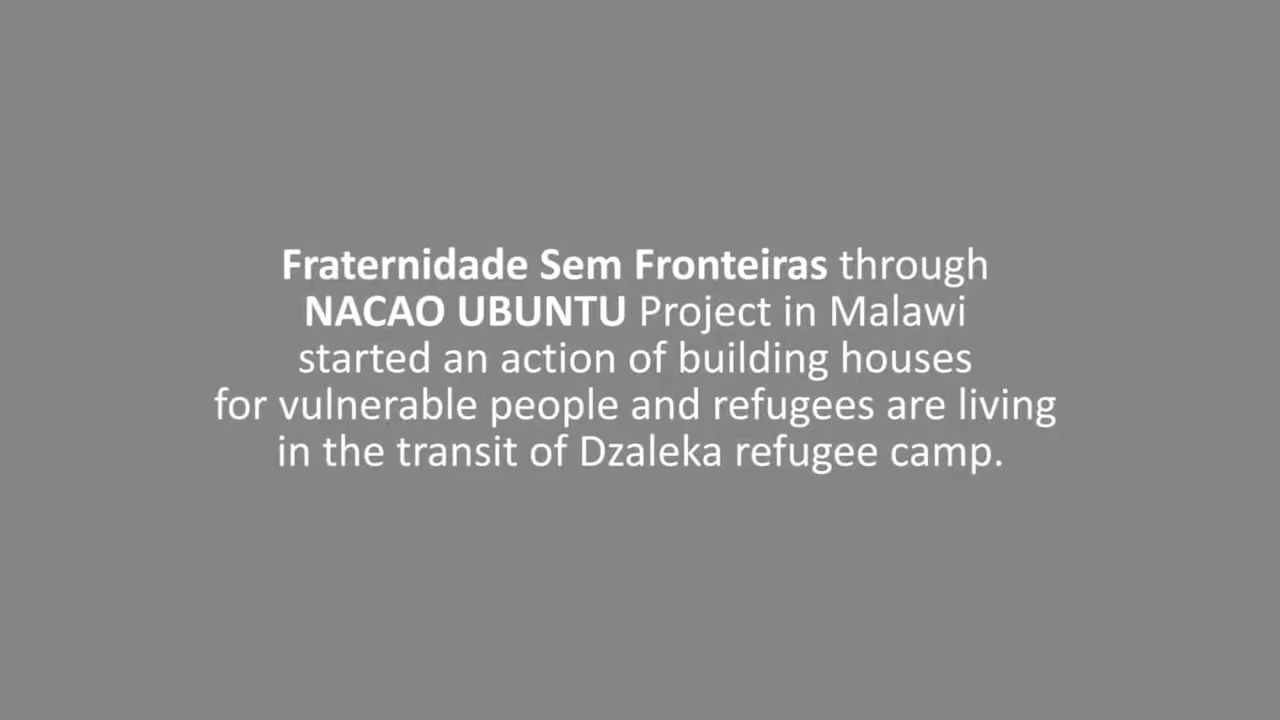 Fraternidade Sem Fronteiras through
NACAO UBUNTU Project in Malawi
started an action of building houses
for vulnerable people and refugees are living
in the transit of Dzaleka refugee camp.